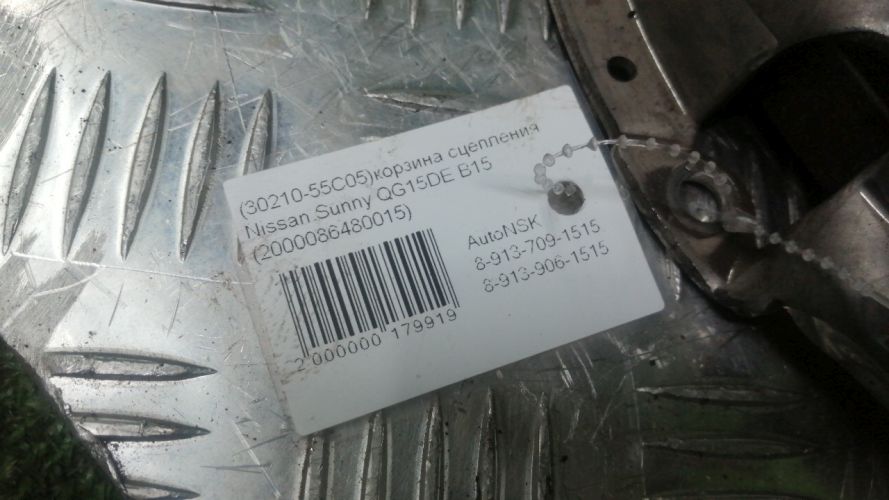 (30210-55C05)корзина сцепления
Nissan Sunny QG15DE B15
(2000086480015)
AutoNSK
8-913-709-1515
8-913-906-1515
2 000000 179919